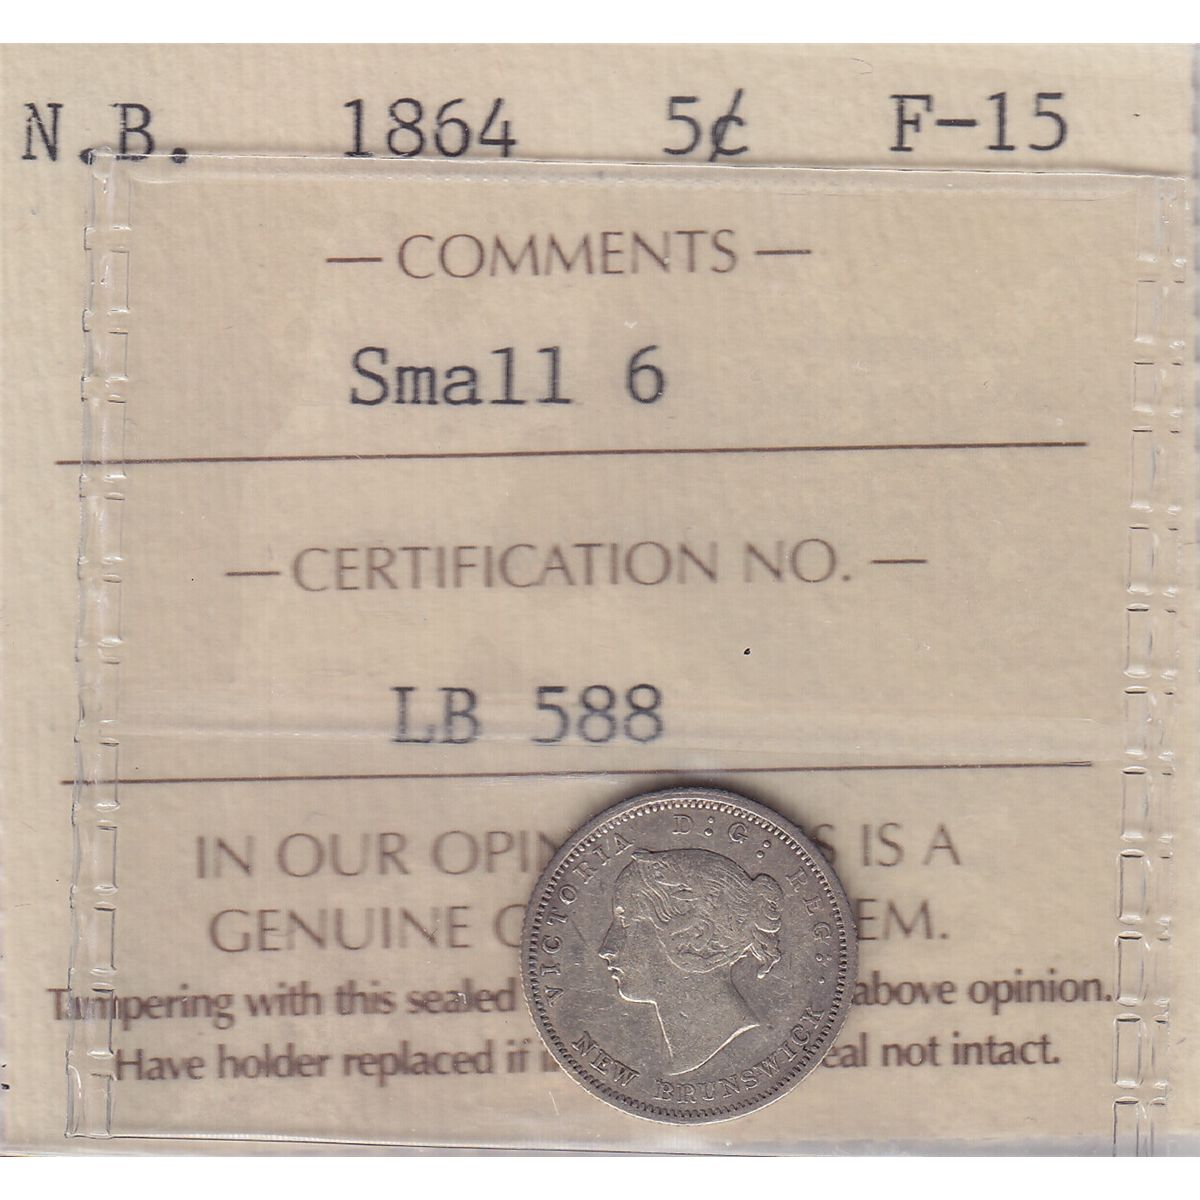 N.B. 1864 5¢ F-15
— COMMENTS —
Small 6
— CERTIFICATION NO. —
LB 588
IN OUR OPIN S IS A
GENUINE EM.
Tampering with this sealed above opinion.
Have holder replaced if eal not intact.
VICTORIA D:G: REG:
NEW BRUNSWICK